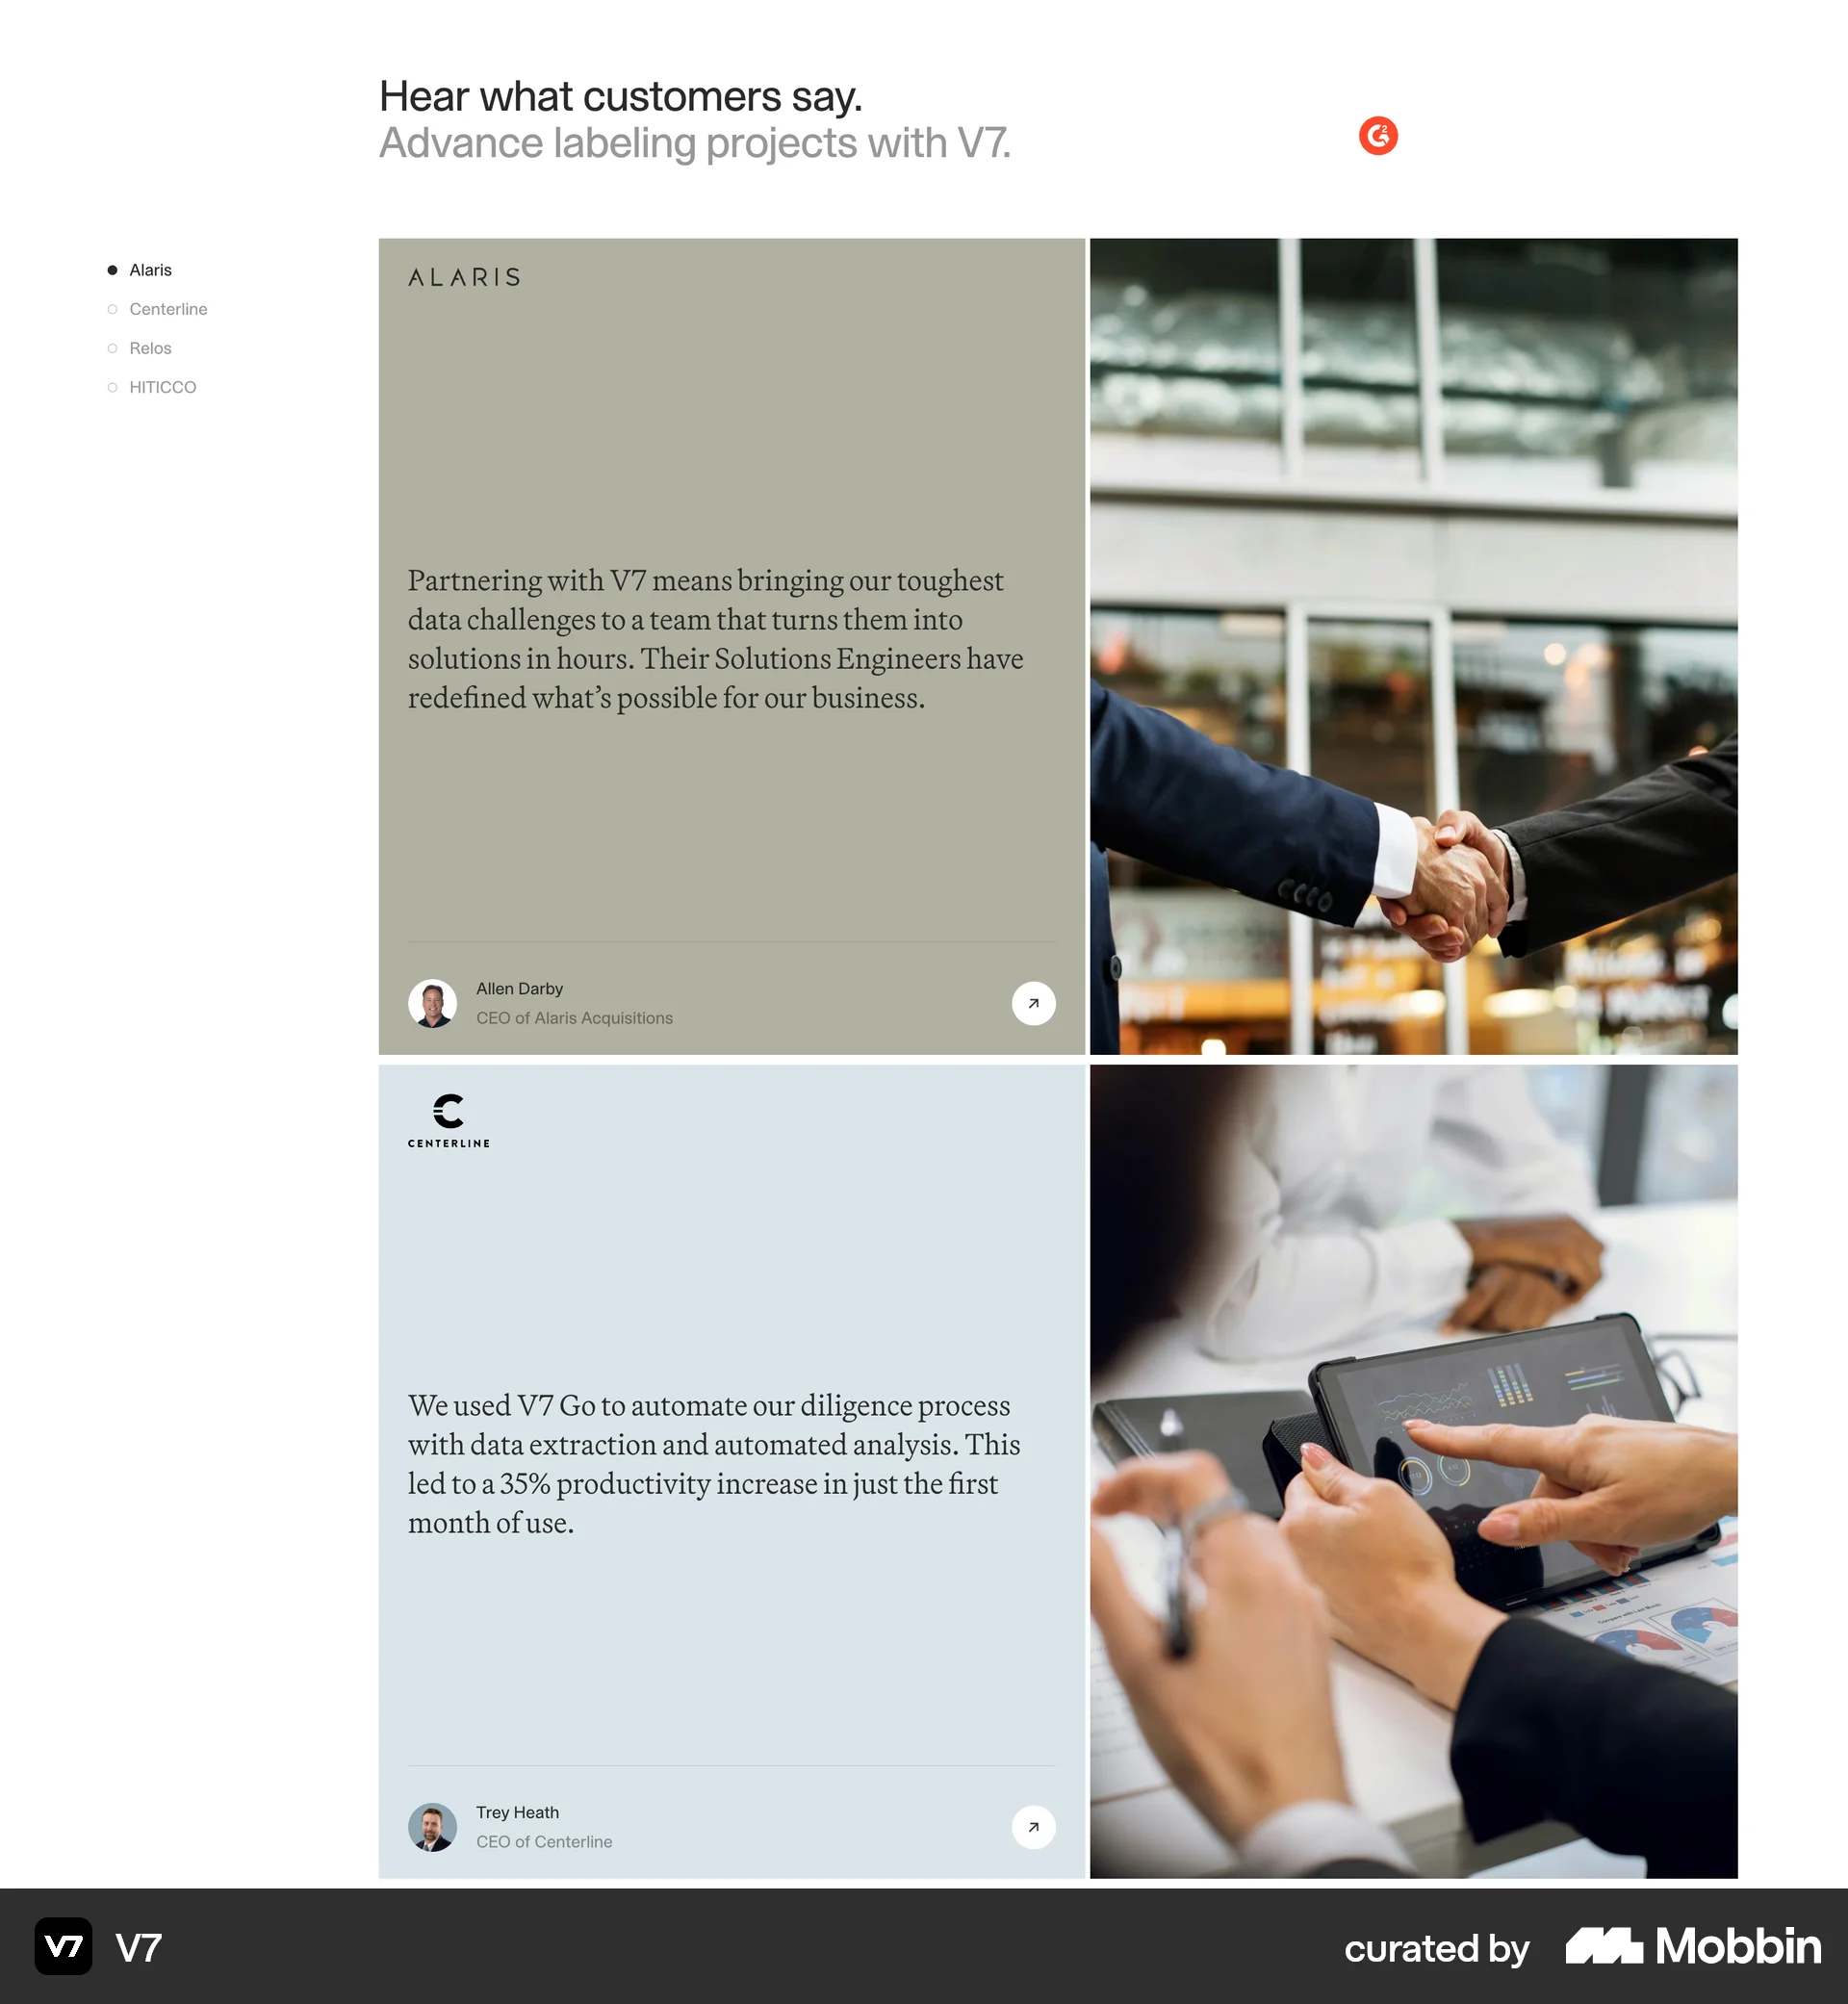 Hear what customers say.
Advance labeling projects with V7.
Alaris
Centerline
Relos
HITICCO
ALARIS
Partnering with V7 means bringing our toughest
data challenges to a team that turns them into
solutions in hours. Their Solutions Engineers have
redefined what’s possible for our business.
Allen Darby
CEO of Alaris Acquisitions
CENTERLINE
We used V7 Go to automate our diligence process
with data extraction and automated analysis. This
led to a 35% productivity increase in just the first
month of use.
Trey Heath
CEO of Centerline
V7 V7
curated by Mobbin